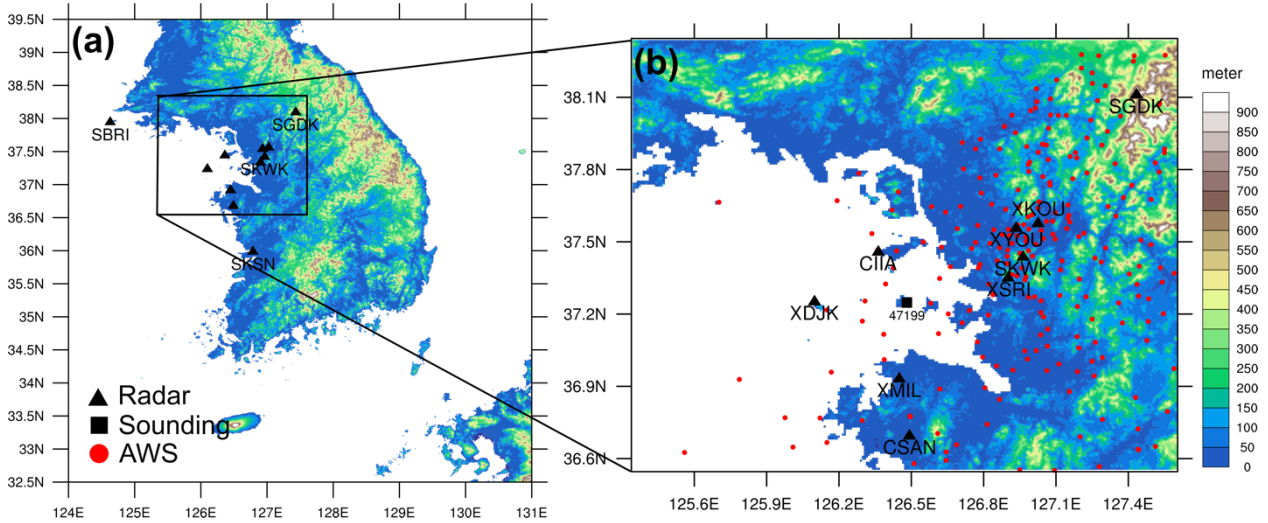 (a)
39.5N
39N
38.5N
38N
37.5N
37N
36.5N
36N
35.5N
35N
34.5N
34N
33.5N
33N
32.5N
124E 125E 126E 127E 128E 129E 130E 131E
SBRI
SGDK
SKWK
SKSN
Radar
Sounding
AWS
(b)
38.1N
37.8N
37.5N
37.2N
36.9N
36.6N
125.6E 125.9E 126.2E 126.5E 126.8E 127.1E 127.4E
SGDK
XKOU
XYOU
SKWK
XSRI
CIIA
XDJK
47199
XMIL
CSAN
meter
900
850
800
750
700
650
600
550
500
450
400
350
300
250
200
150
100
50
0